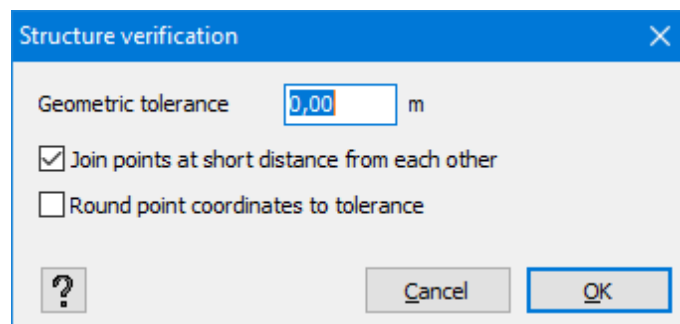 Structure verification
Geometric tolerance 0,00 m
Join points at short distance from each other
Round point coordinates to tolerance
? Cancel OK